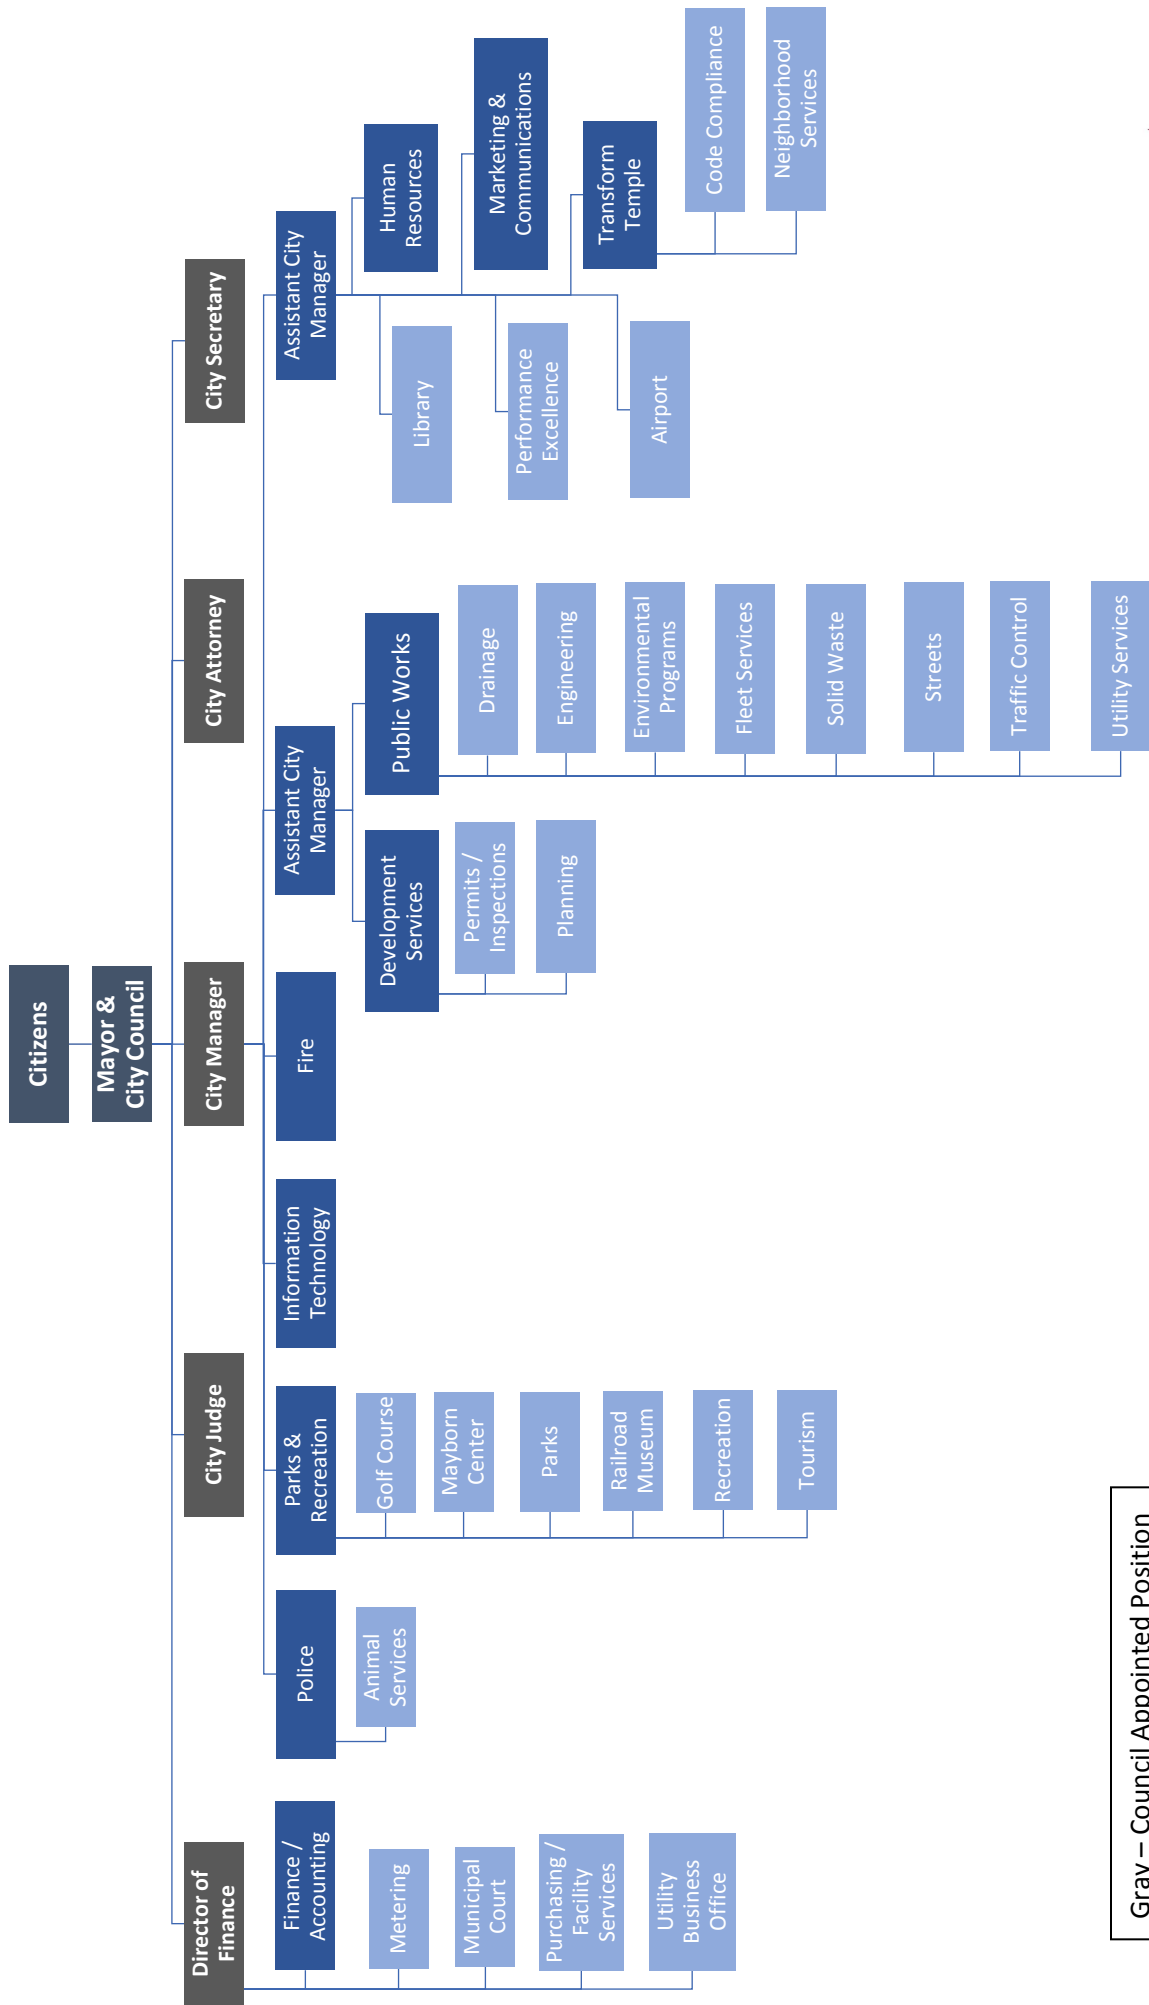 Citizens
Mayor &
City Council
Director of
Finance
City Judge
City Manager
City Attorney
City Secretary
Finance /
Accounting
Metering
Municipal
Court
Purchasing /
Facility
Services
Utility
Business
Office
Police
Animal
Services
Parks &
Recreation
Golf Course
Mayborn
Center
Parks
Railroad
Museum
Recreation
Tourism
Information
Technology
Fire
Assistant City
Manager
Development
Services
Permits /
Inspections
Planning
Public Works
Drainage
Engineering
Environmental
Programs
Fleet Services
Solid Waste
Streets
Traffic Control
Utility Services
Assistant City
Manager
Library
Performance
Excellence
Airport
Human
Resources
Marketing &
Communications
Transform
Temple
Code Compliance
Neighborhood
Services
Gray – Council Appointed Position